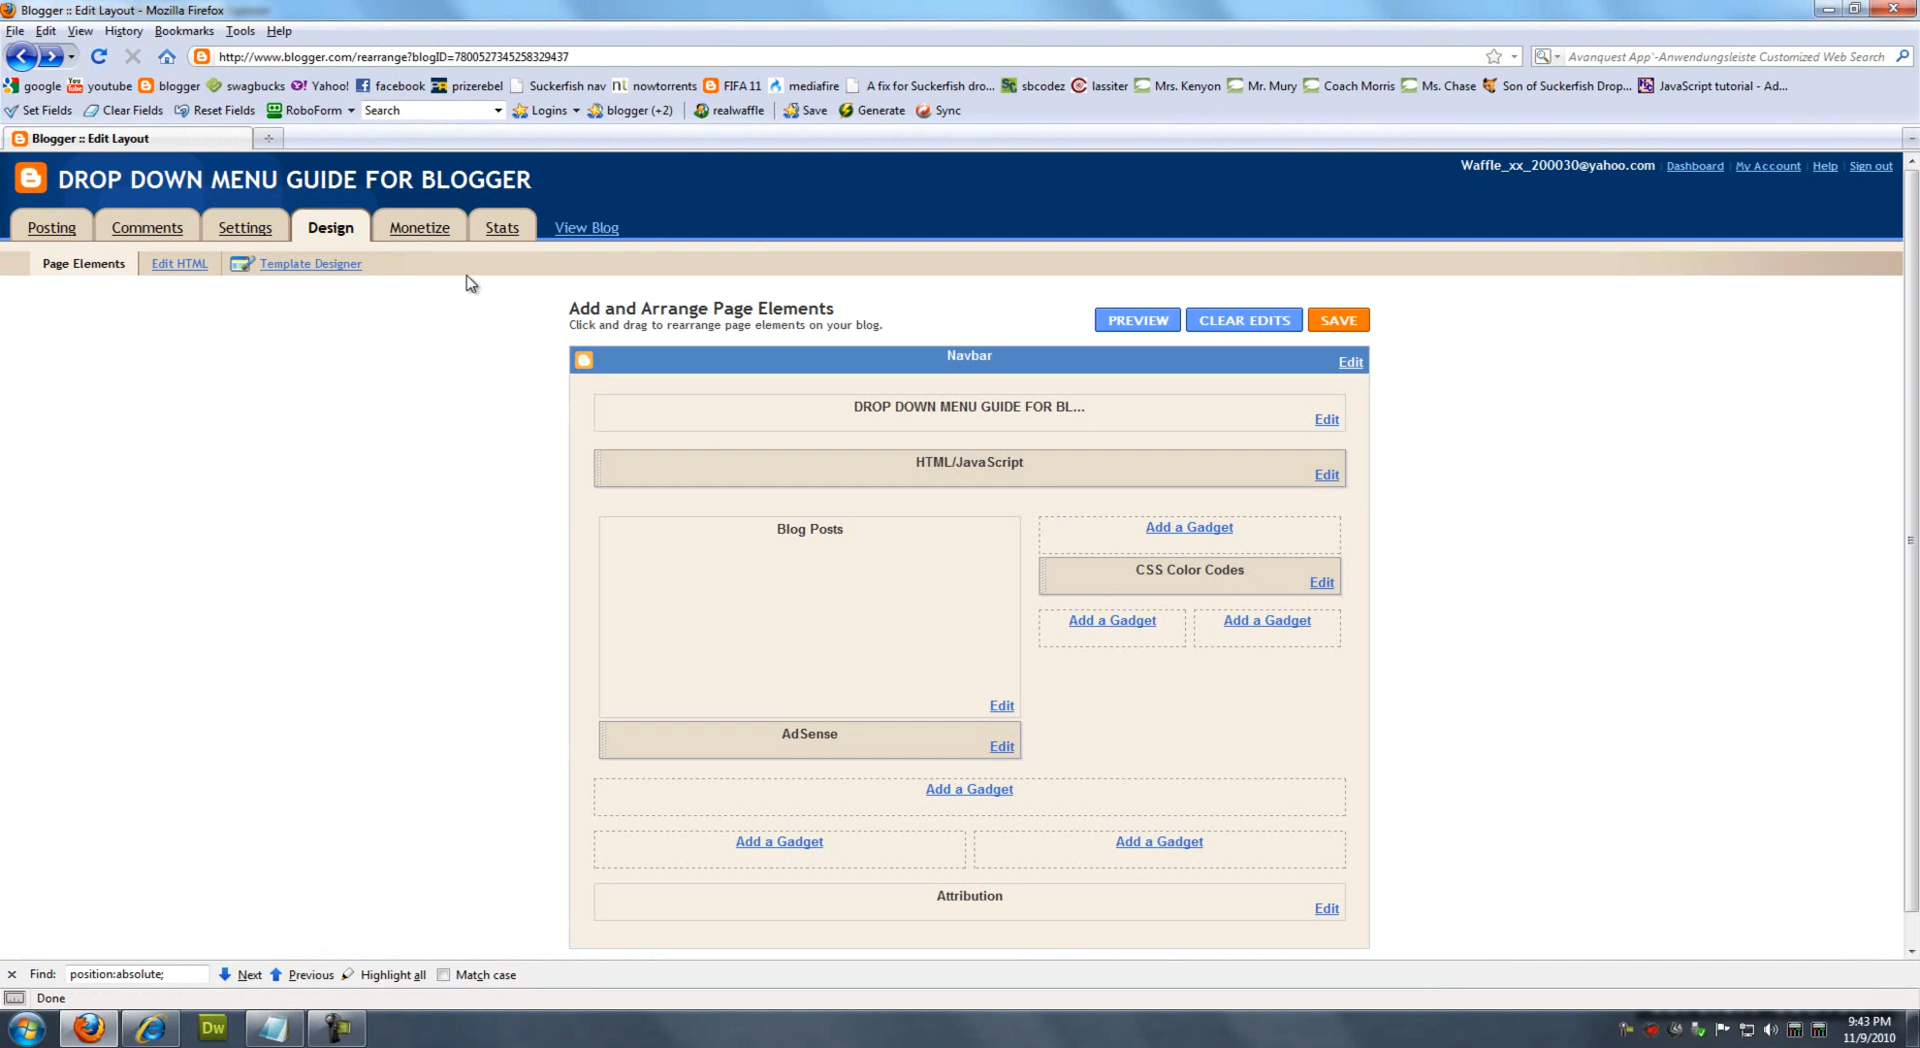 Blogger :: Edit Layout - Mozilla Firefox
File Edit View History Bookmarks Tools Help
http://www.blogger.com/rearrange?blogID=7800527345258329437 Avanquest App'-Anwendungsleiste Customized Web Search
google youtube blogger swagbucks Yahoo! facebook prizerebel Suckerfish nav nowtorrents FIFA 11 mediafire A fix for Suckerfish dro... sbcodez lassiter Mrs. Kenyon Mr. Mury Coach Morris Ms. Chase Son of Suckerfish Drop... JavaScript tutorial - Ad...
Set Fields Clear Fields Reset Fields RoboForm Search Logins blogger (+2) realwaffle Save Generate Sync
Blogger :: Edit Layout
DROP DOWN MENU GUIDE FOR BLOGGER
Waffle_xx_200030@yahoo.com Dashboard My Account Help Sign out
Posting Comments Settings Design Monetize Stats View Blog
Page Elements Edit HTML Template Designer
Add and Arrange Page Elements
Click and drag to rearrange page elements on your blog.
PREVIEW CLEAR EDITS SAVE
Navbar
Edit
DROP DOWN MENU GUIDE FOR BL...
Edit
HTML/JavaScript
Edit
Blog Posts
Edit
AdSense
Edit
Add a Gadget
CSS Color Codes
Edit
Add a Gadget Add a Gadget
Add a Gadget
Add a Gadget Add a Gadget
Attribution
Edit
Find: position:absolute; Next Previous Highlight all Match case
Done
Dw
9:43 PM
11/9/2010